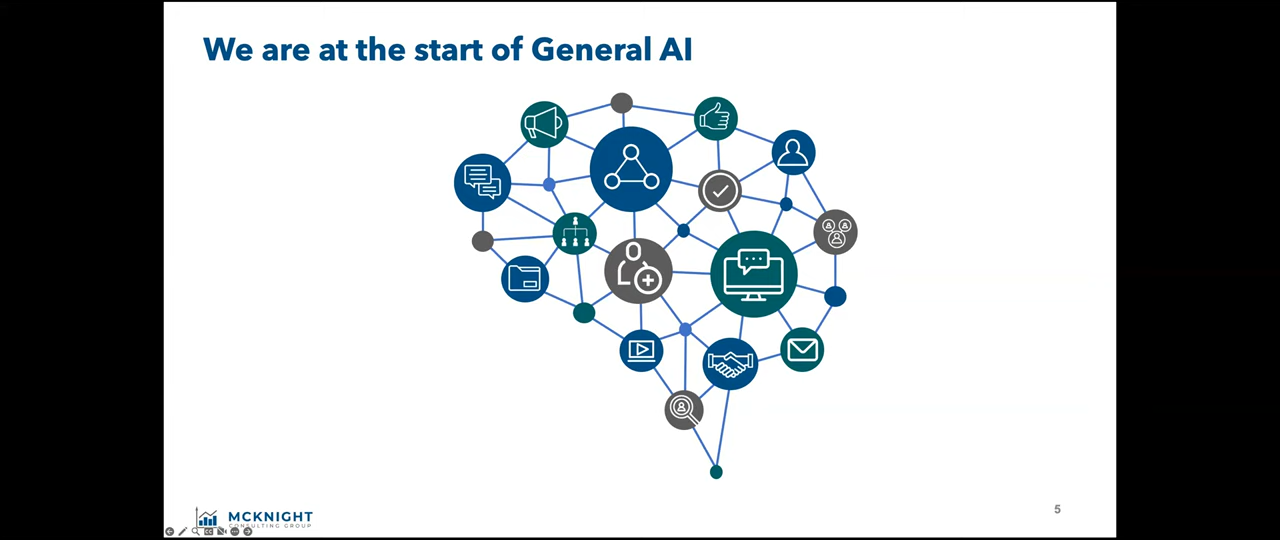 We are at the start of General AI
MCKNIGHT
CONSULTING GROUP
5